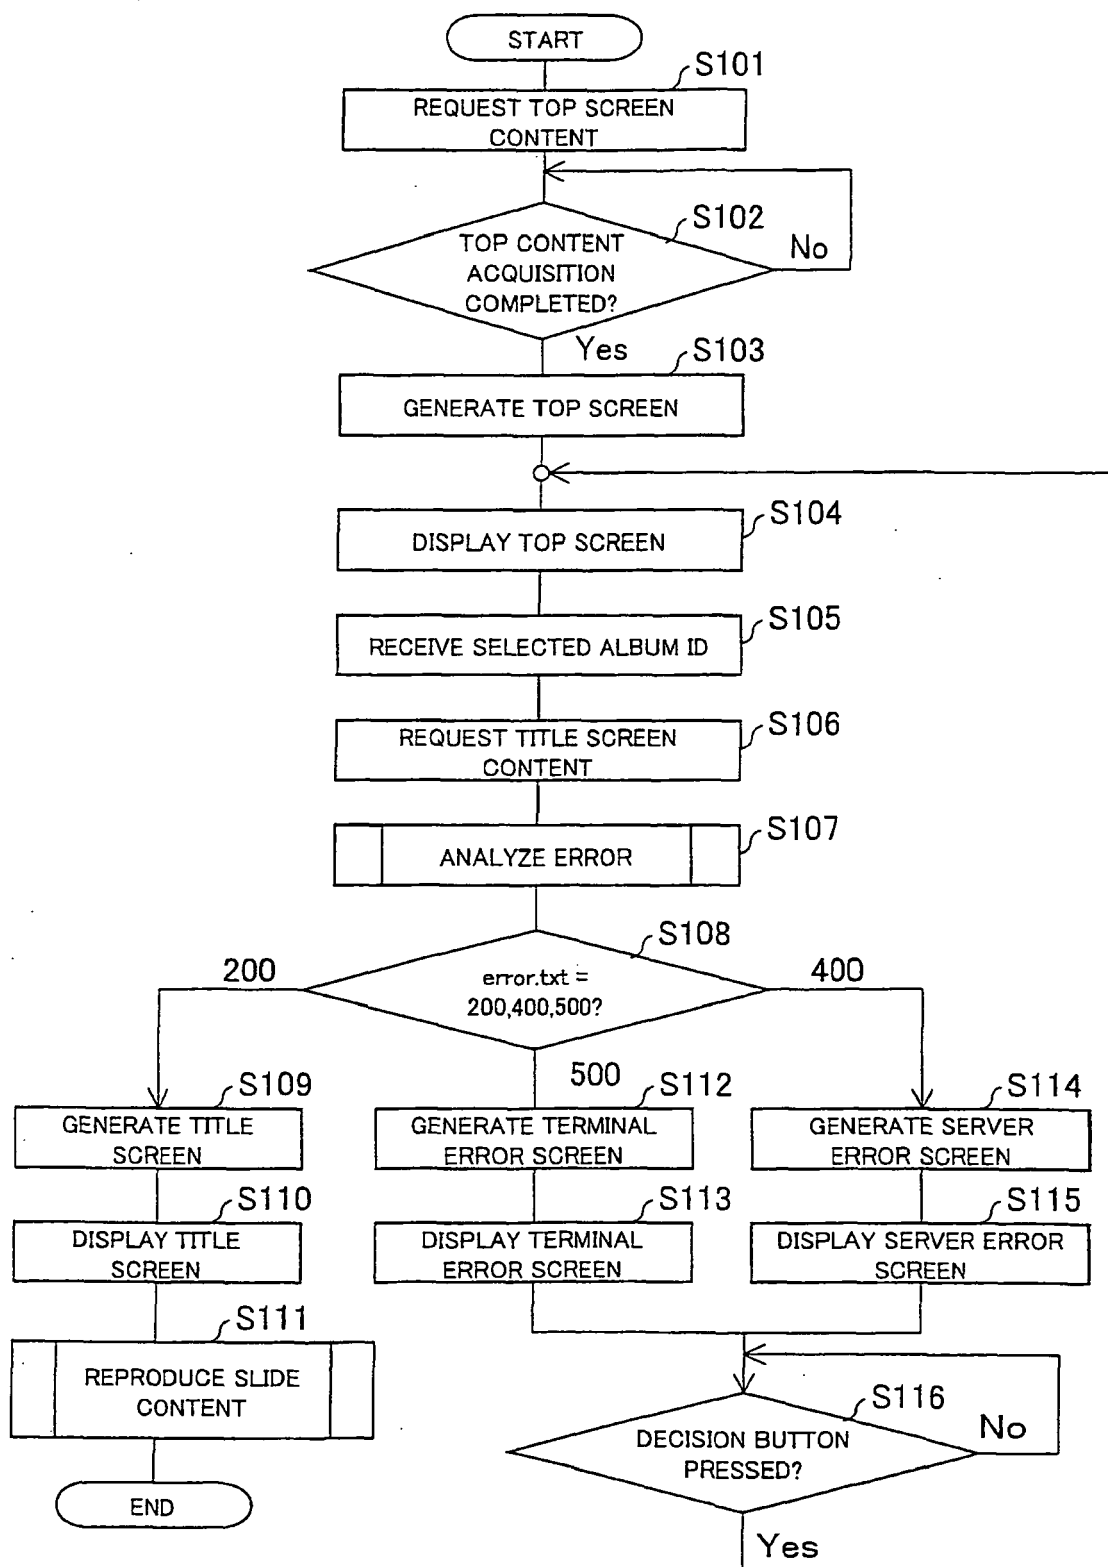 START
S101
REQUEST TOP SCREEN
CONTENT
S102
TOP CONTENT
ACQUISITION
COMPLETED?
No
Yes
S103
GENERATE TOP SCREEN
S104
DISPLAY TOP SCREEN
S105
RECEIVE SELECTED ALBUM ID
S106
REQUEST TITLE SCREEN
CONTENT
S107
ANALYZE ERROR
S108
error.txt =
200,400,500?
200
400
500
S109
GENERATE TITLE
SCREEN
S110
DISPLAY TITLE
SCREEN
S111
REPRODUCE SLIDE
CONTENT
END
S112
GENERATE TERMINAL
ERROR SCREEN
S113
DISPLAY TERMINAL
ERROR SCREEN
S114
GENERATE SERVER
ERROR SCREEN
S115
DISPLAY SERVER ERROR
SCREEN
S116
DECISION BUTTON
PRESSED?
No
Yes